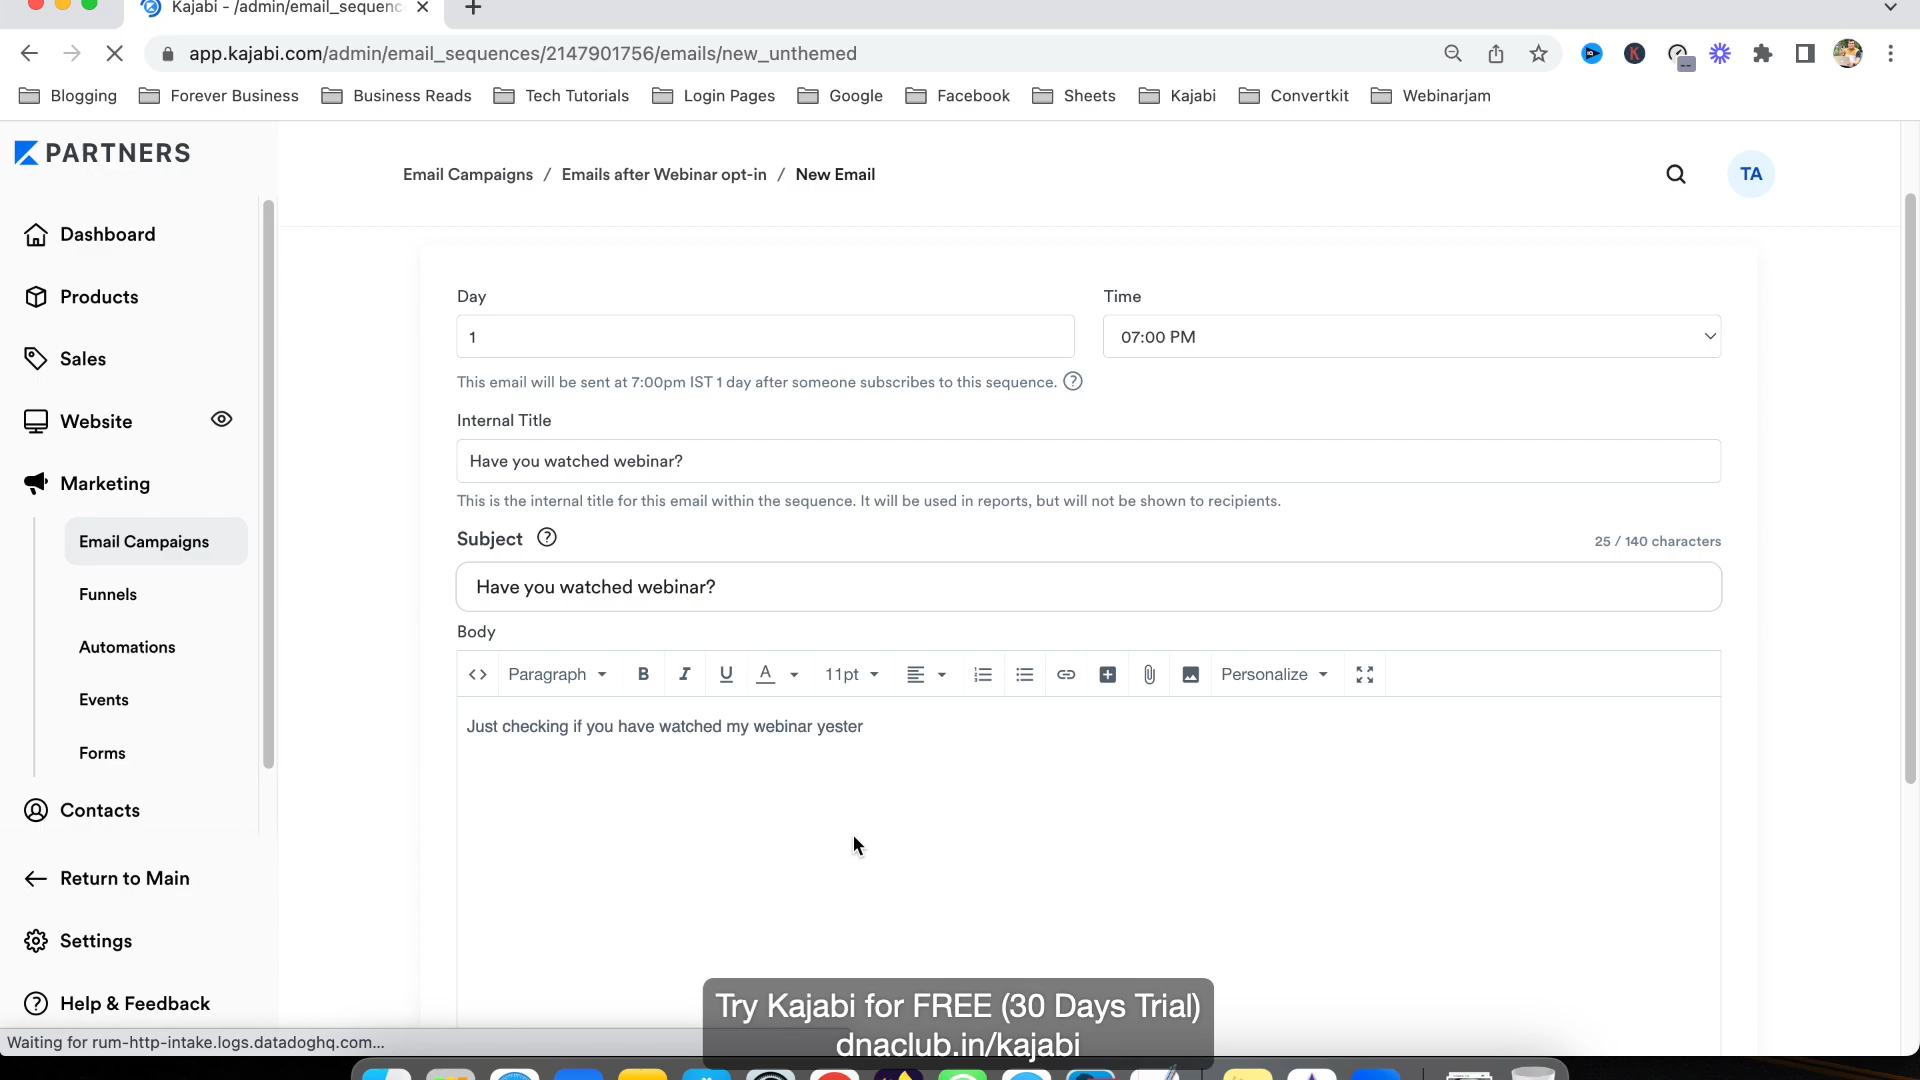 Kajabi - /admin/email_sequenc
app.kajabi.com/admin/email_sequences/2147901756/emails/new_unthemed
Blogging
Forever Business
Business Reads
Tech Tutorials
Login Pages
Google
Facebook
Sheets
Kajabi
Convertkit
Webinarjam
PARTNERS
Email Campaigns / Emails after Webinar opt-in / New Email
TA
Dashboard
Products
Sales
Website
Marketing
Email Campaigns
Funnels
Automations
Events
Forms
Contacts
Return to Main
Settings
Help & Feedback
Day
Time
1
07:00 PM
This email will be sent at 7:00pm IST 1 day after someone subscribes to this sequence.
Internal Title
Have you watched webinar?
This is the internal title for this email within the sequence. It will be used in reports, but will not be shown to recipients.
Subject
25 / 140 characters
Have you watched webinar?
Body
Paragraph
B
I
U
A
11pt
Personalize
Just checking if you have watched my webinar yester
Try Kajabi for FREE (30 Days Trial)
dnaclub.in/kajabi
Waiting for rum-http-intake.logs.datadoghq.com...